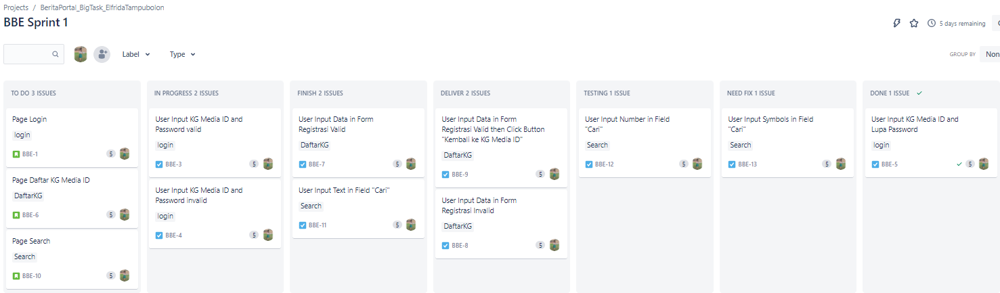 Projects / BeritaPortal_BigTask_ElfridaTampubolon
BBE Sprint 1
5 days remaining
Label
Type
GROUP BY
Non
TO DO 3 ISSUES
Page Login
login
BBE-1
5
Page Daftar KG Media ID
DaftarKG
BBE-6
5
Page Search
Search
BBE-10
5
IN PROGRESS 2 ISSUES
User Input KG Media ID and
Password valid
login
BBE-3
5
User Input KG Media ID and
Password invalid
login
BBE-4
5
FINISH 2 ISSUES
User Input Data in Form
Registrasi Valid
DaftarKG
BBE-7
5
User Input Text in Field "Cari"
Search
BBE-11
5
DELIVER 2 ISSUES
User Input Data in Form
Registrasi Valid then Click Button
"Kembali ke KG Media ID"
DaftarKG
BBE-9
5
User Input Data in Form
Registrasi Invalid
DaftarKG
BBE-8
5
TESTING 1 ISSUE
User Input Number in Field
"Cari"
Search
BBE-12
5
NEED FIX 1 ISSUE
User Input Symbols in Field
"Cari"
Search
BBE-13
5
DONE 1 ISSUE
User Input KG Media ID and
Lupa Password
login
BBE-5
5